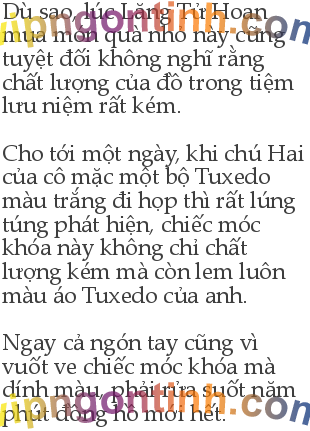 Dù sao, lúc Lăng Tử Hoan
mua món quà nhỏ này cũng
tuyệt đối không nghĩ rằng
chất lượng của đồ trong tiệm
lưu niệm rất kém.
Cho tới một ngày, khi chú Hai
của cô mặc một bộ Tuxedo
màu trắng đi họp thì rất lúng
túng phát hiện, chiếc móc
khóa này không chỉ chất
lượng kém mà còn lem luôn
màu áo Tuxedo của anh.
Ngay cả ngón tay cũng vì
vuốt ve chiếc móc khóa mà
dính màu, phải rửa suốt năm
phút đồng hồ mới hết.
vipngontinh.com